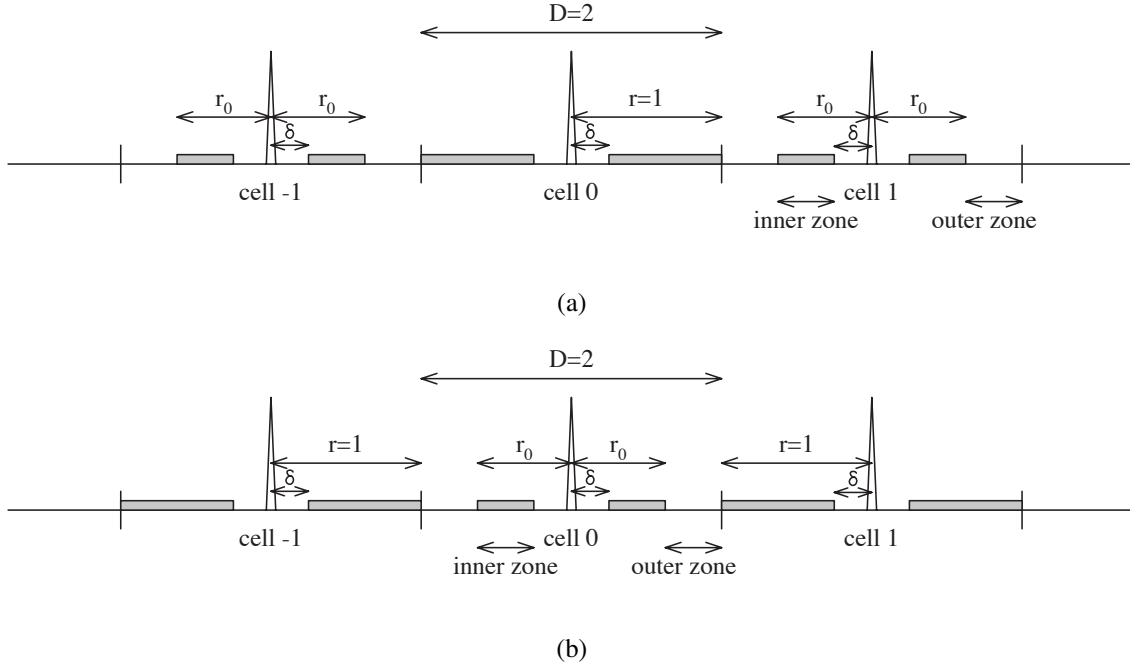 D=2
r₀ r₀ r=1 r₀ r₀
δ δ δ
cell -1 cell 0 cell 1
inner zone outer zone
(a)
D=2
r=1 r₀ r₀ r=1
δ δ δ
cell -1 cell 0 cell 1
inner zone outer zone
(b)